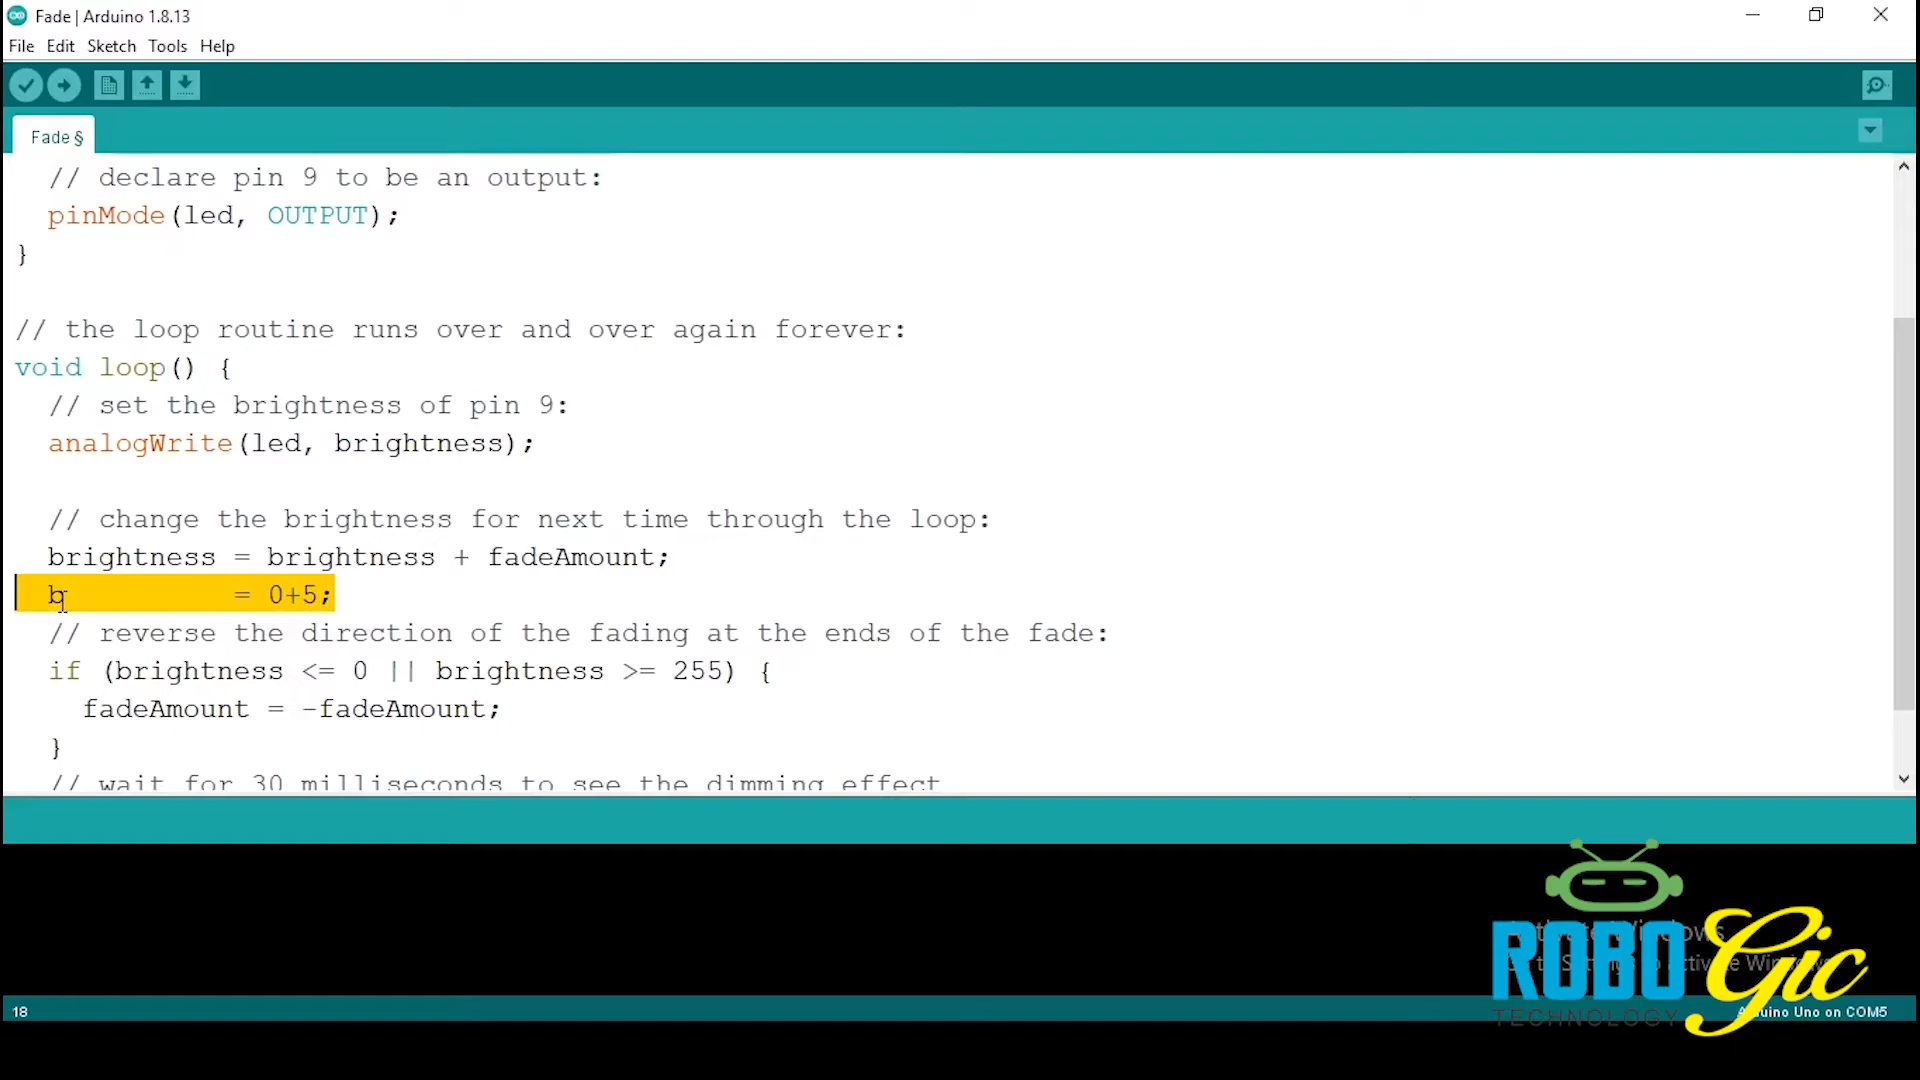 Fade | Arduino 1.8.13
File Edit Sketch Tools Help
Fade §
// declare pin 9 to be an output:
pinMode(led, OUTPUT);
}
// the loop routine runs over and over again forever:
void loop() {
// set the brightness of pin 9:
analogWrite(led, brightness);
// change the brightness for next time through the loop:
brightness = brightness + fadeAmount;
b = 0+5;
// reverse the direction of the fading at the ends of the fade:
if (brightness <= 0 || brightness >= 255) {
fadeAmount = -fadeAmount;
}
// wait for 30 milliseconds to see the dimming effect
ROBO Gic
TECHNOLOGY
18
Arduino Uno on COM5